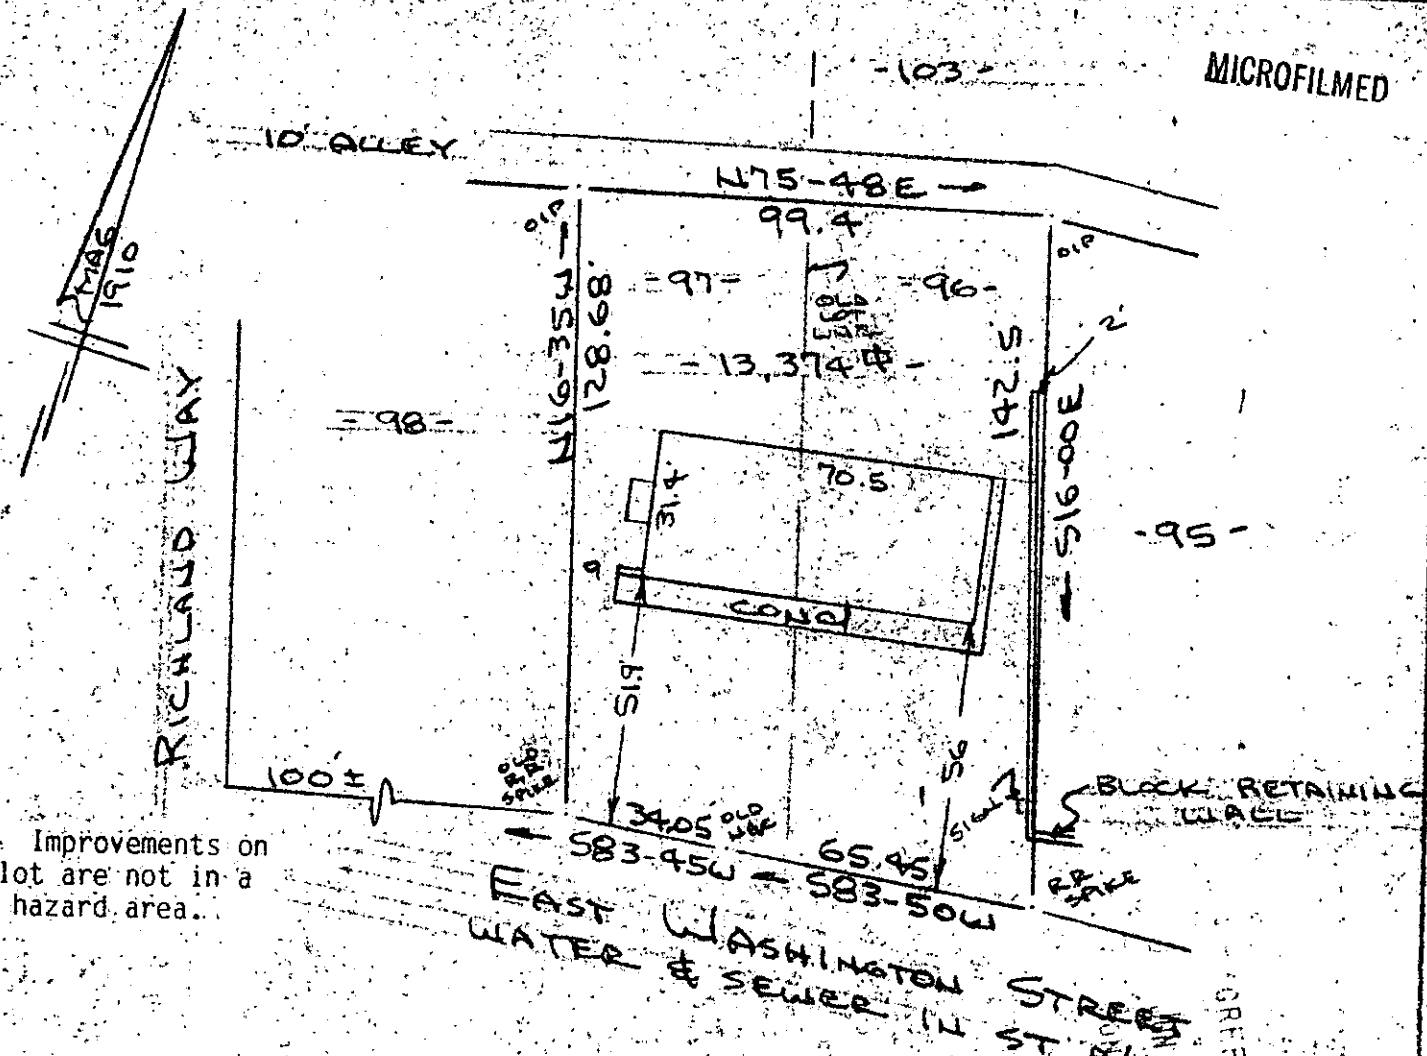 MICROFILMED
-103-
10' ALLEY
N75-48E →
99.4
OIP
OIP
MAG
1910
N16-35W →
128.68'
-97-
-96-
OLD
LOT
LINE
-13,374 ⏍-
142.5
2'
← S16-00E
-98-
-95-
RICHLAND WAY
70.5
31.4
9
CONC
51.9
56
100'±
OLD
RR
SPIKE
34.05'
OLD
65.45
SIGN
BLOCK RETAINING
WALL
← S83-45W ← S83-50W
RR
SPIKE
Improvements on
lot are not in a
hazard area.
EAST WASHINGTON STREET
WATER & SEWER IN ST